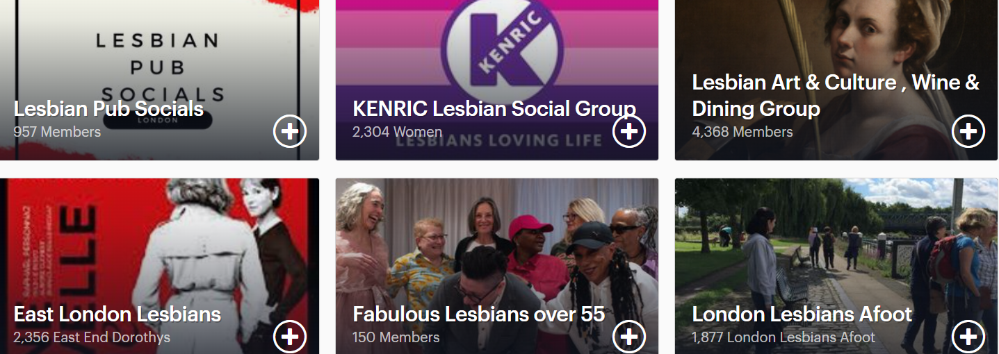 LESBIAN
PUB
SOCIALS
LONDON
Lesbian Pub Socials
957 Members
KENRIC
KENRIC Lesbian Social Group
2,304 Women
LESBIANS LOVING LIFE
Lesbian Art & Culture , Wine &
Dining Group
4,368 Members
ELLE
East London Lesbians
2,356 East End Dorothys
Fabulous Lesbians over 55
150 Members
London Lesbians Afoot
1,877 London Lesbians Afoot